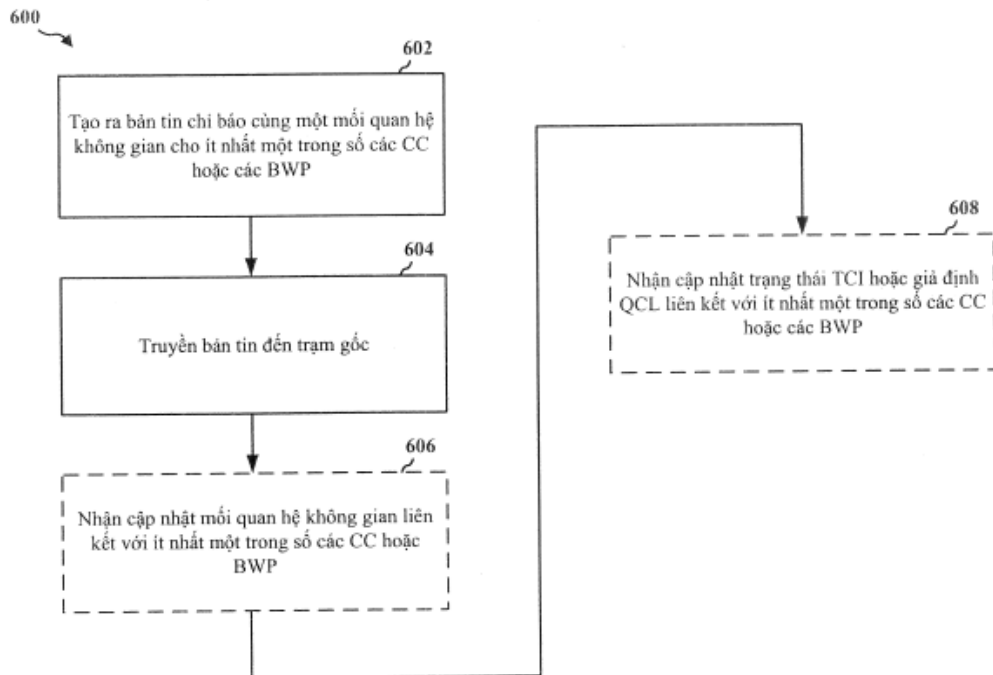 600
602
Tạo ra bản tin chỉ báo cùng một mối quan hệ
không gian cho ít nhất một trong số các CC
hoặc các BWP
604
Truyền bản tin đến trạm gốc
606
Nhận cập nhật mối quan hệ không gian liên
kết với ít nhất một trong số các CC hoặc
BWP
608
Nhận cập nhật trạng thái TCI hoặc giả định
QCL liên kết với ít nhất một trong số các CC
hoặc các BWP